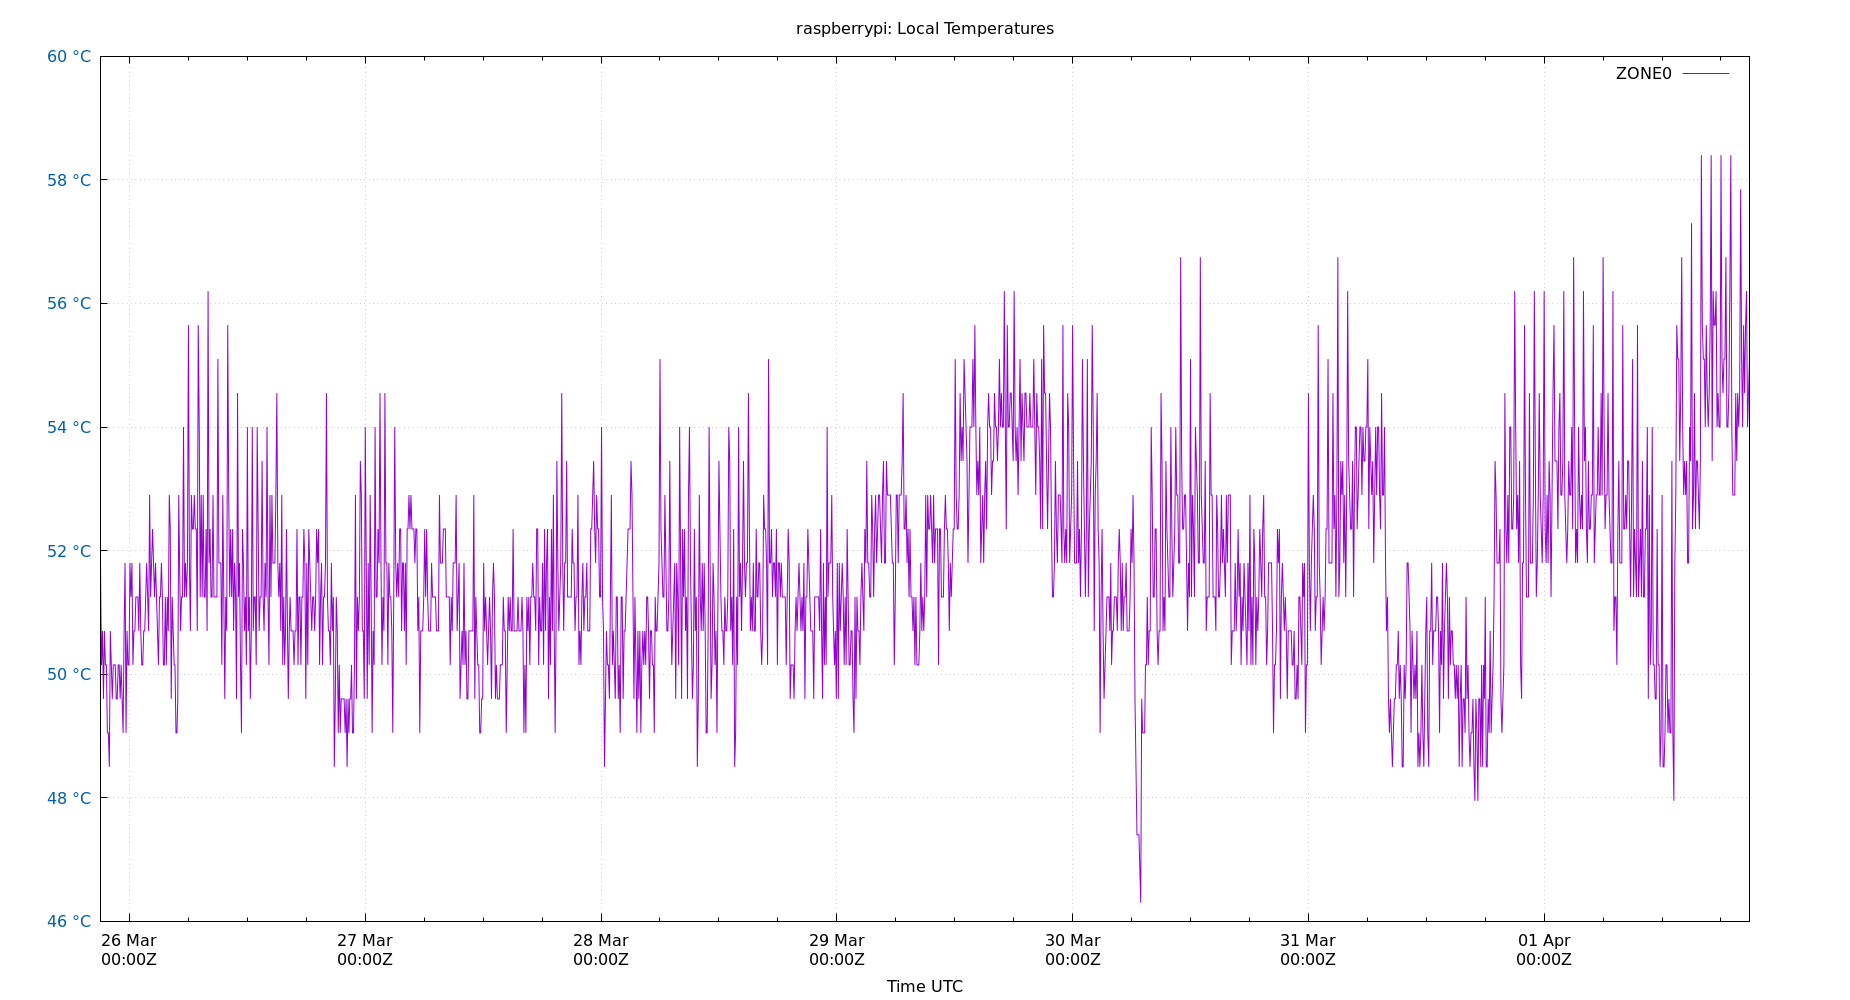 raspberrypi: Local Temperatures
60 °C
ZONE0
58 °C
56 °C
54 °C
52 °C
50 °C
48 °C
46 °C
26 Mar 27 Mar 28 Mar 29 Mar 30 Mar 31 Mar 01 Apr
00:00Z 00:00Z 00:00Z 00:00Z 00:00Z 00:00Z 00:00Z
Time UTC